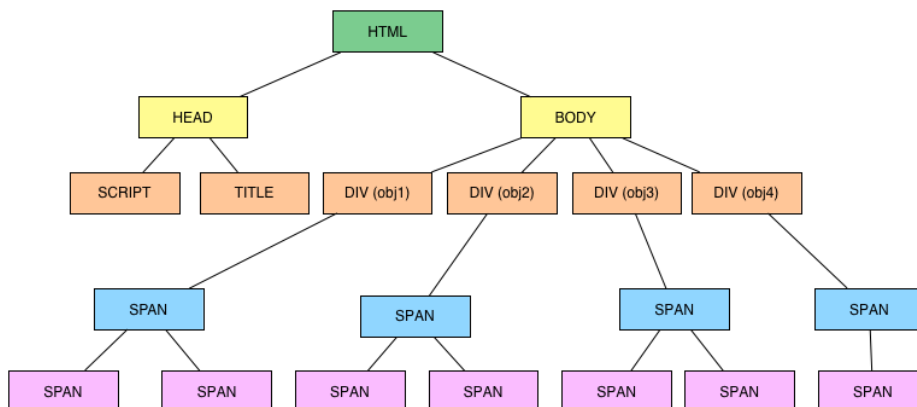 HTML
HEAD
BODY
SCRIPT
TITLE
DIV (obj1)
DIV (obj2)
DIV (obj3)
DIV (obj4)
SPAN
SPAN
SPAN
SPAN
SPAN
SPAN
SPAN
SPAN
SPAN
SPAN
SPAN